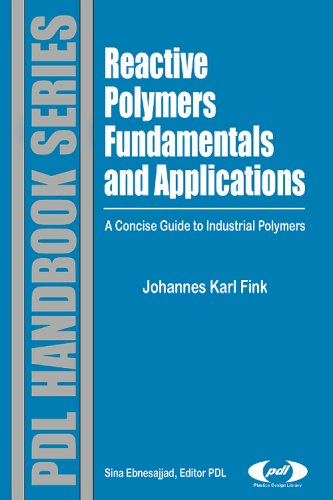 PDL HANDBOOK SERIES
Reactive
Polymers
Fundamentals
and Applications
A Concise Guide to Industrial Polymers
Johannes Karl Fink
Sina Ebnesajjad, Editor PDL
pdl
Plastics Design Library